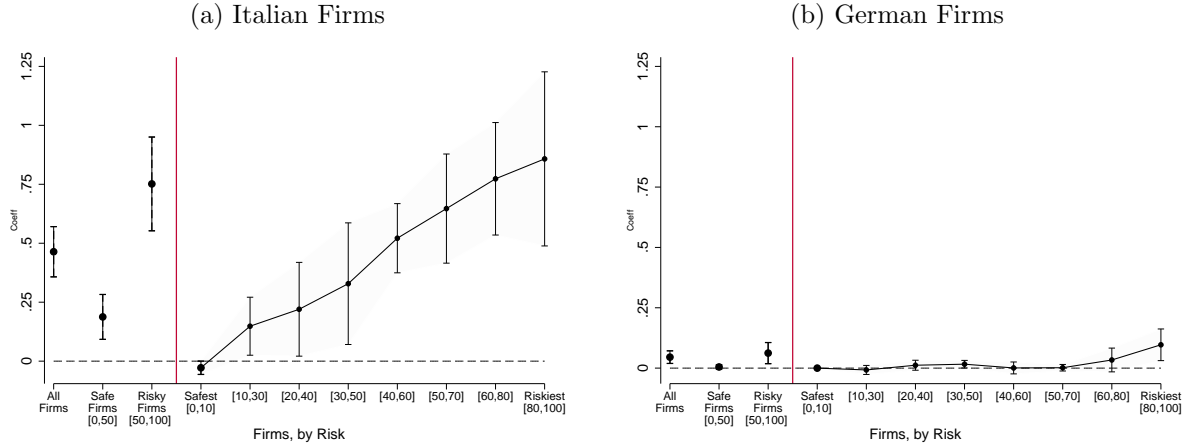 (a) Italian Firms
1.25
1
.75
.5
.25
0
Coeff
All
Firms
Safe
Firms
[0,50]
Risky
Firms
[50,100]
Safest
[0,10]
[10,30]
[20,40]
[30,50]
[40,60]
[50,70]
[60,80]
Riskiest
[80,100]
Firms, by Risk
(b) German Firms
1.25
1
.75
.5
.25
0
Coeff
All
Firms
Safe
Firms
[0,50]
Risky
Firms
[50,100]
Safest
[0,10]
[10,30]
[20,40]
[30,50]
[40,60]
[50,70]
[60,80]
Riskiest
[80,100]
Firms, by Risk